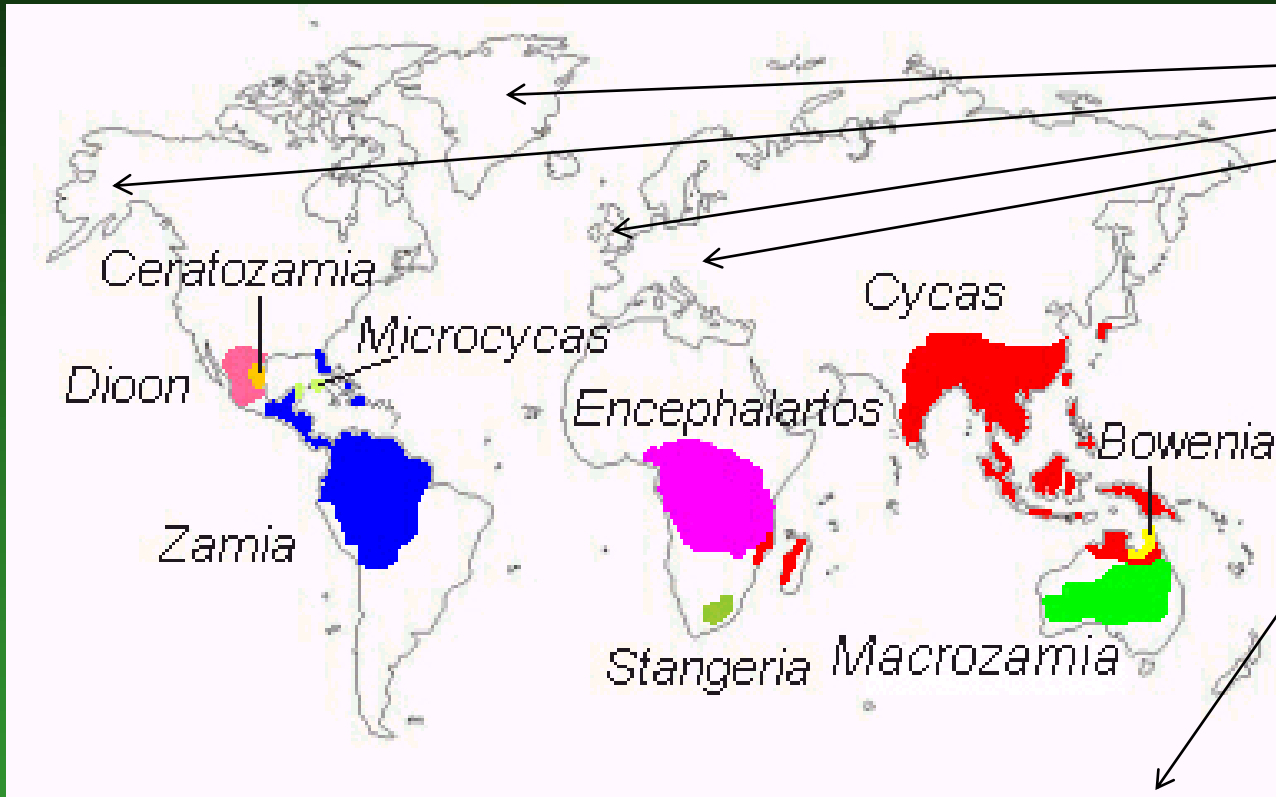 Ceratozamia
Cycas
Microcycas
Dioon
Encephalartos
Bowenia
Zamia
Stangeria
Macrozamia